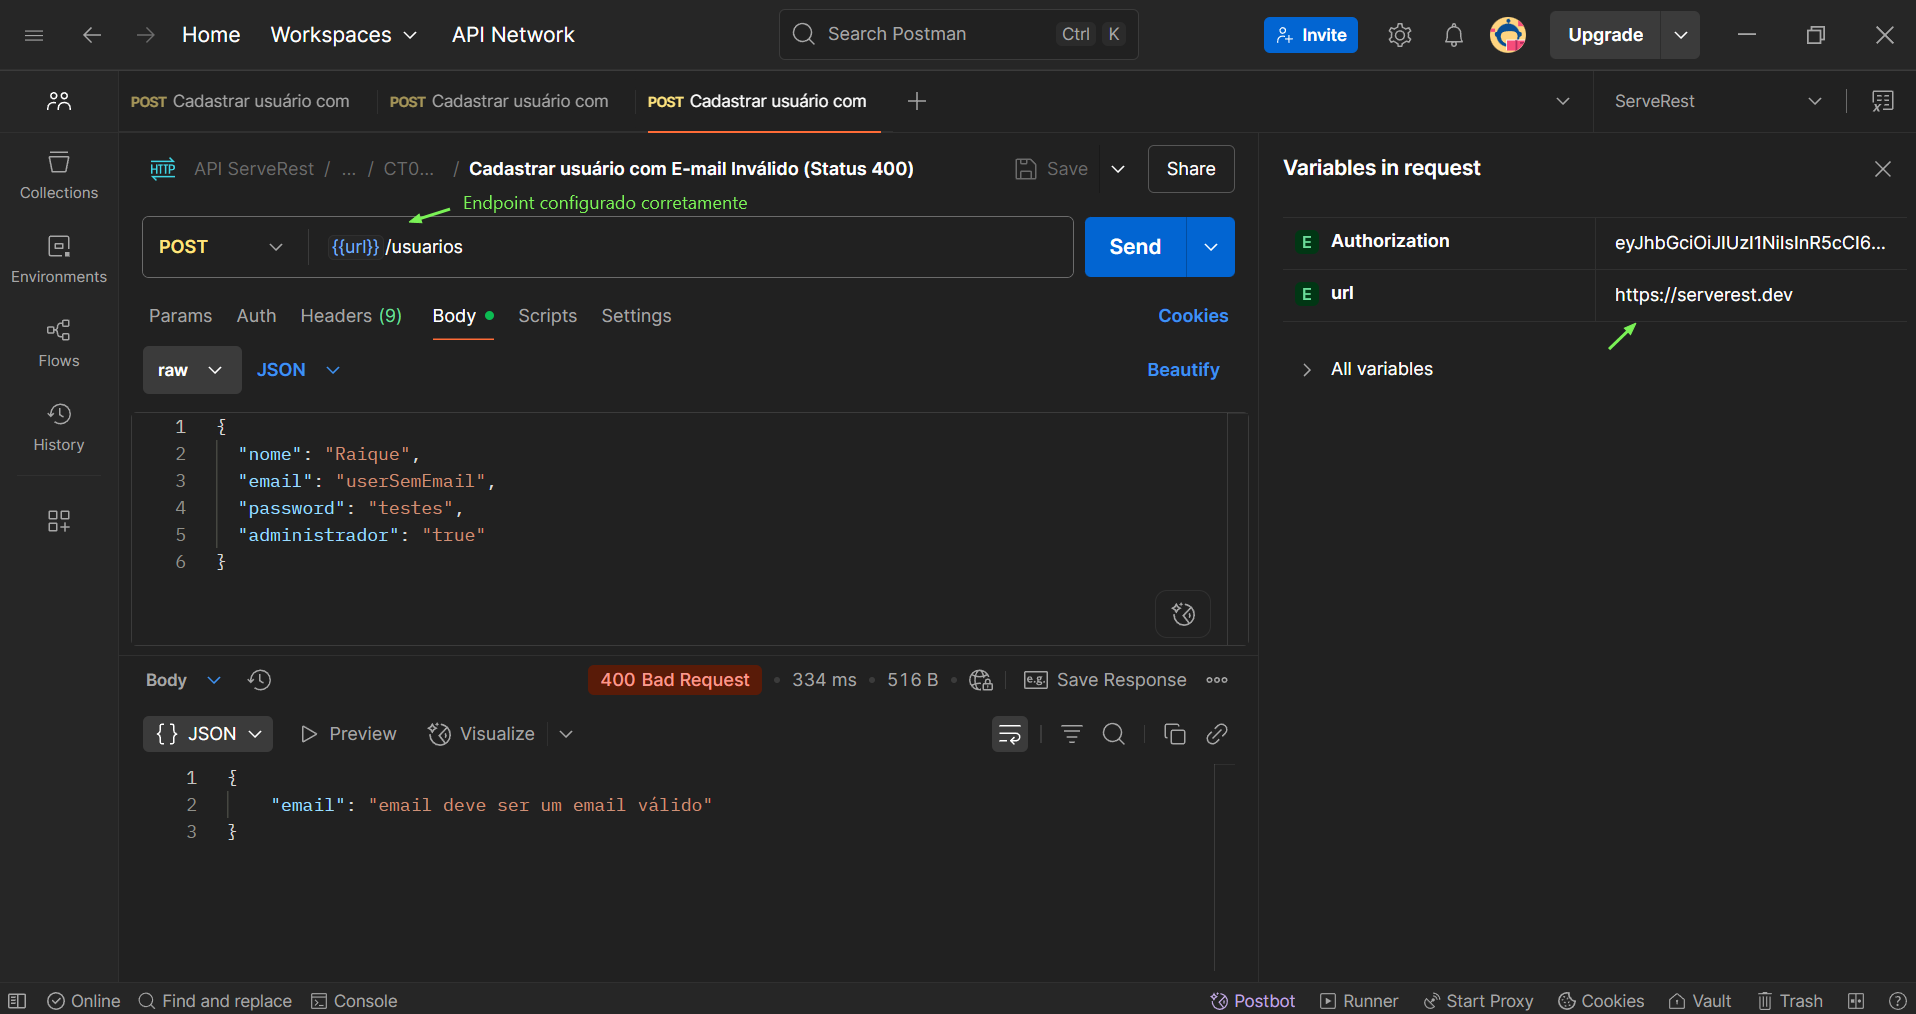 Home Workspaces API Network Search Postman Ctrl K Invite Upgrade
POST Cadastrar usuário com POST Cadastrar usuário com POST Cadastrar usuário com ServeRest
HTTP API ServeRest / ... / CT0... / Cadastrar usuário com E-mail Inválido (Status 400) Save Share
Endpoint configurado corretamente
POST {{url}} /usuarios Send
Params Auth Headers (9) Body Scripts Settings Cookies
raw JSON Beautify
1 {
2 "nome": "Raique",
3 "email": "userSemEmail",
4 "password": "testes",
5 "administrador": "true"
6 }
Body 400 Bad Request 334 ms 516 B e.g. Save Response
{} JSON Preview Visualize
1 {
2 "email": "email deve ser um email válido"
3 }
Collections
Environments
Flows
History
Variables in request
E Authorization eyJhbGciOiJIUzI1NiIsInR5cCI6...
E url https://serverest.dev
All variables
Online Find and replace Console Postbot Runner Start Proxy Cookies Vault Trash